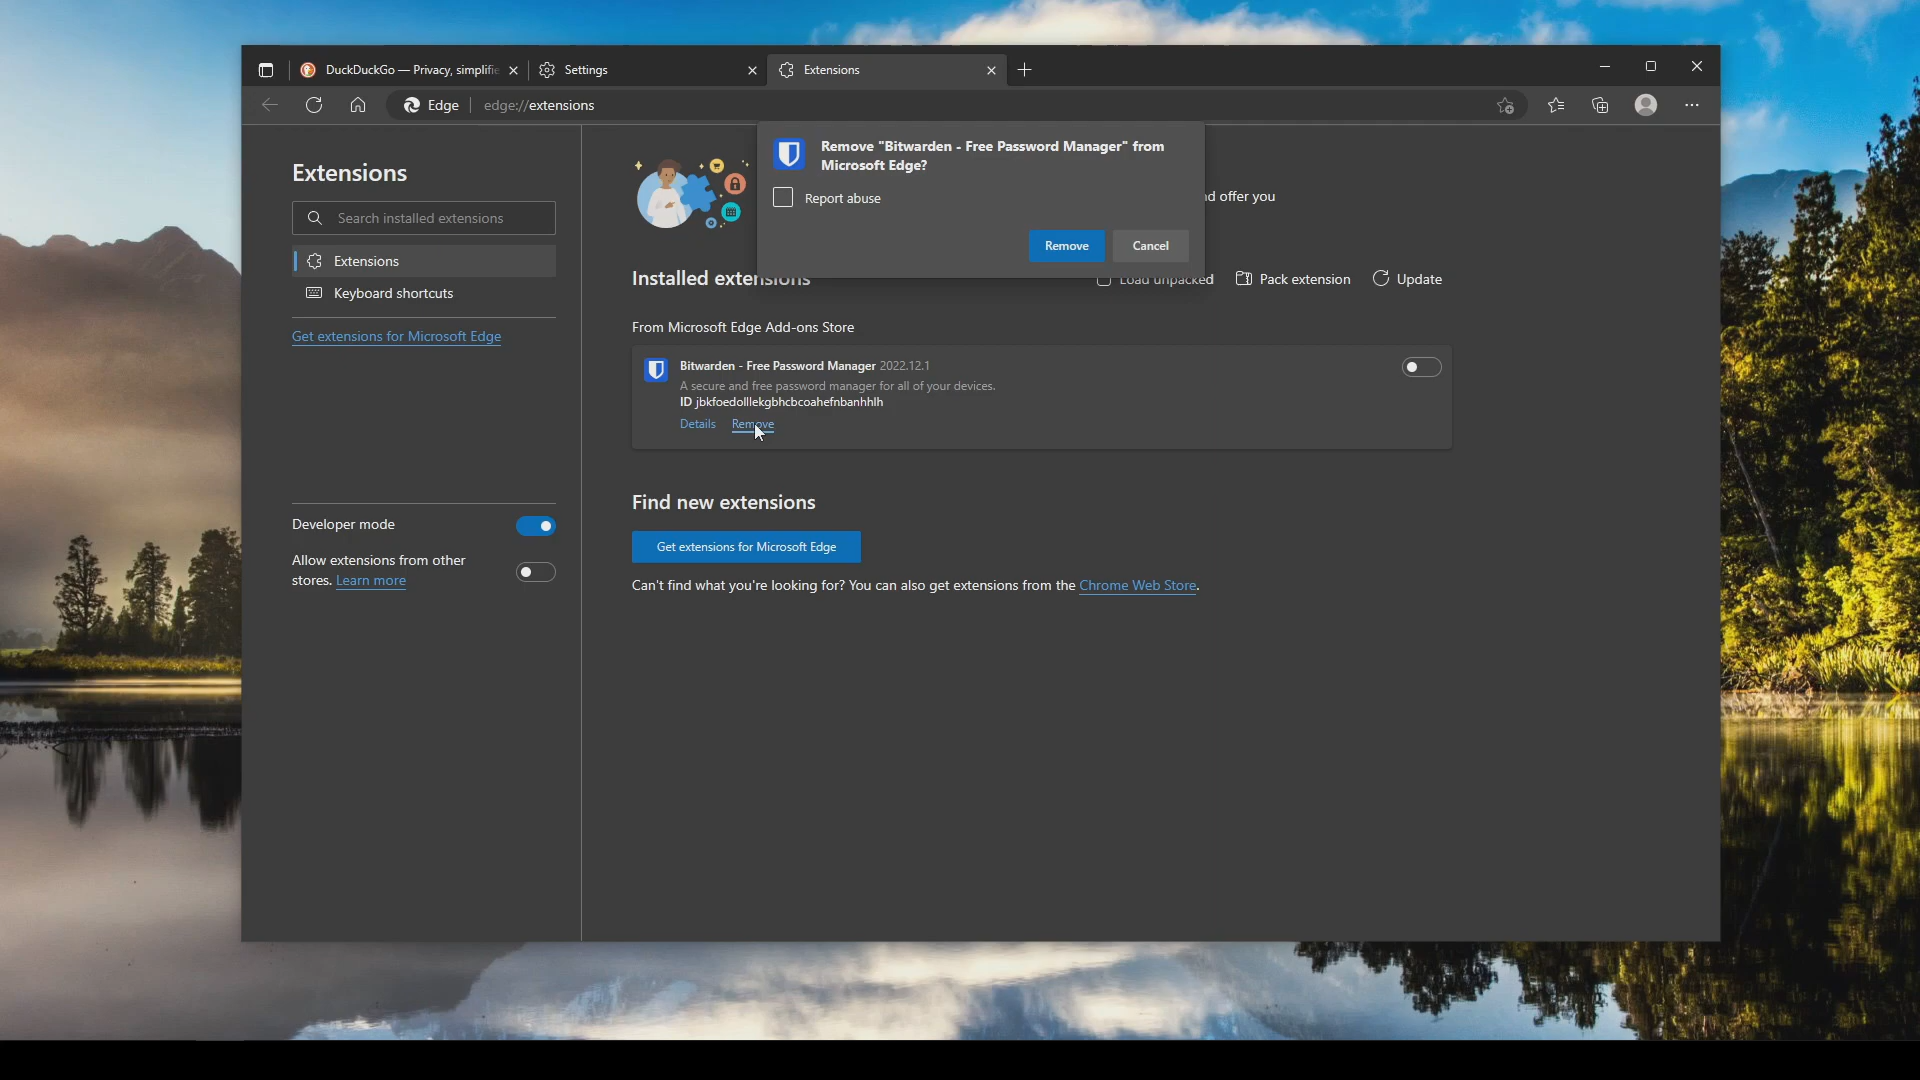 DuckDuckGo — Privacy, simplifie
Settings
Extensions
Edge
edge://extensions
Extensions
Search installed extensions
Extensions
Keyboard shortcuts
Get extensions for Microsoft Edge
Developer mode
Allow extensions from other
stores. Learn more
Remove "Bitwarden - Free Password Manager" from
Microsoft Edge?
Report abuse
Remove
Cancel
nd offer you
Installed extensions
Load unpacked
Pack extension
Update
From Microsoft Edge Add-ons Store
Bitwarden - Free Password Manager 2022.12.1
A secure and free password manager for all of your devices.
ID jbkfoedolllekgbhcbcoahefnbanhhlh
Details
Remove
Find new extensions
Get extensions for Microsoft Edge
Can't find what you're looking for? You can also get extensions from the Chrome Web Store.